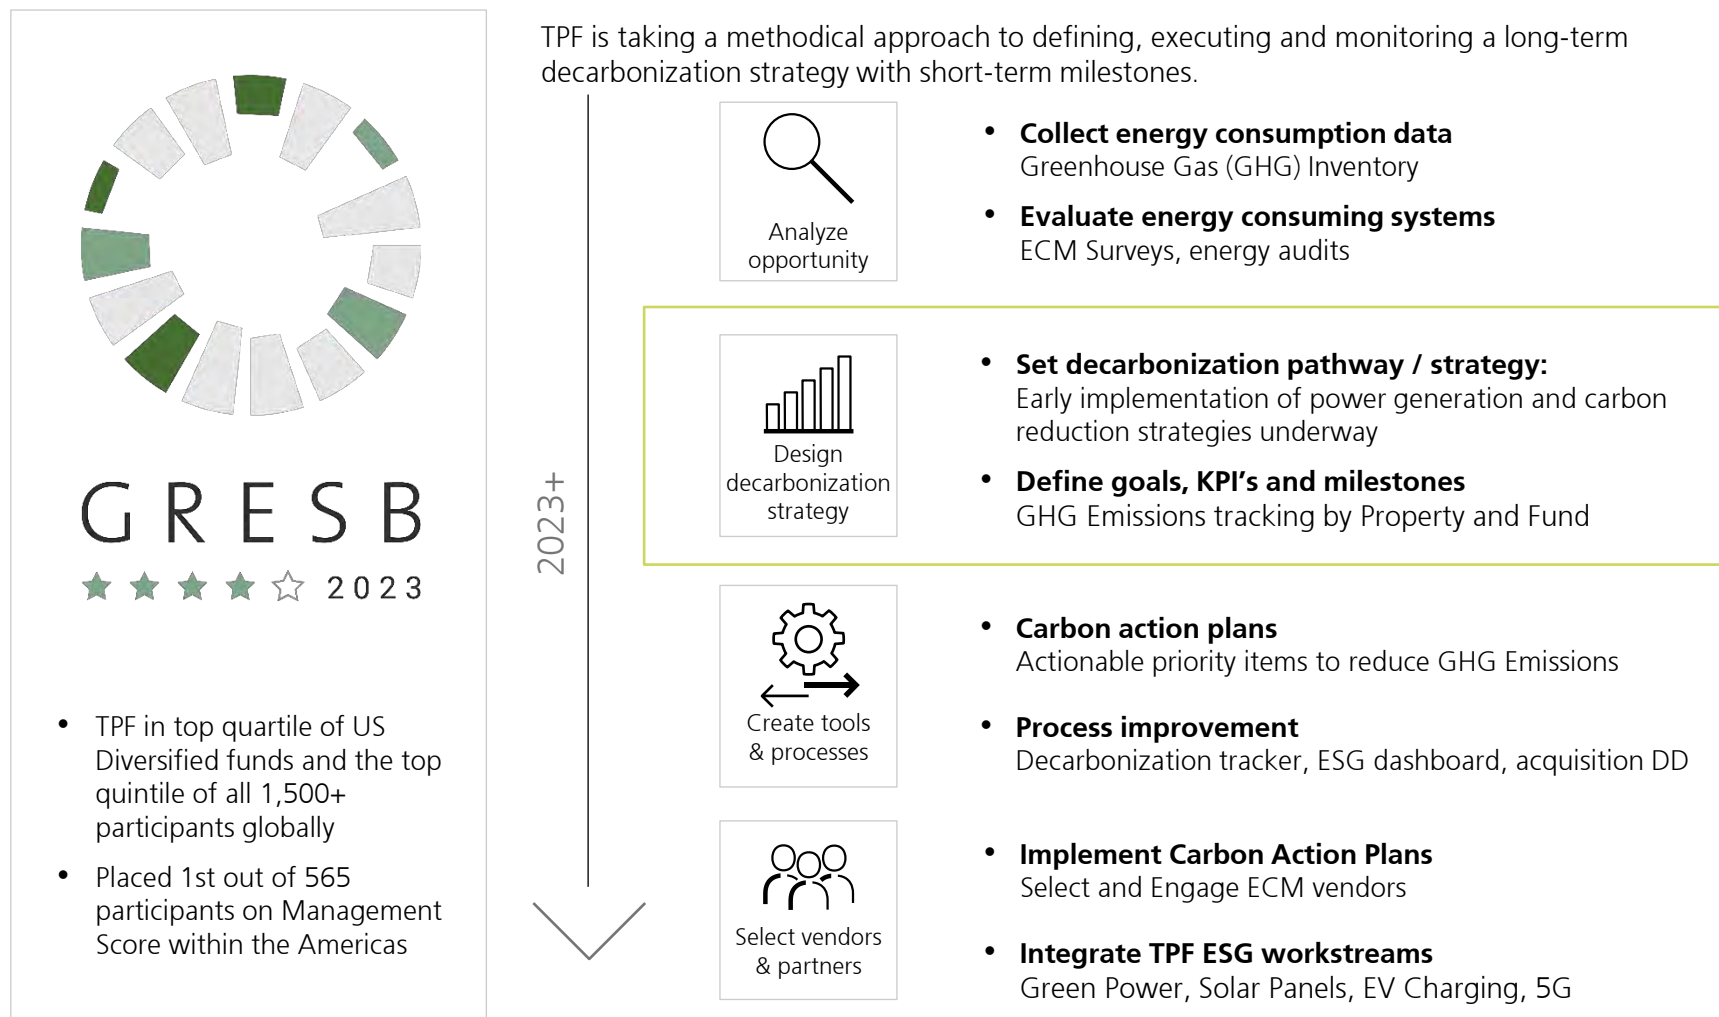 GRESB
2023
• TPF in top quartile of US
Diversified funds and the top
quintile of all 1,500+
participants globally
• Placed 1st out of 565
participants on Management
Score within the Americas
TPF is taking a methodical approach to defining, executing and monitoring a long-term
decarbonization strategy with short-term milestones.
2023+
Analyze
opportunity
• Collect energy consumption data
Greenhouse Gas (GHG) Inventory
• Evaluate energy consuming systems
ECM Surveys, energy audits
Design
decarbonization
strategy
• Set decarbonization pathway / strategy:
Early implementation of power generation and carbon
reduction strategies underway
• Define goals, KPI's and milestones
GHG Emissions tracking by Property and Fund
Create tools
& processes
• Carbon action plans
Actionable priority items to reduce GHG Emissions
• Process improvement
Decarbonization tracker, ESG dashboard, acquisition DD
Select vendors
& partners
• Implement Carbon Action Plans
Select and Engage ECM vendors
• Integrate TPF ESG workstreams
Green Power, Solar Panels, EV Charging, 5G